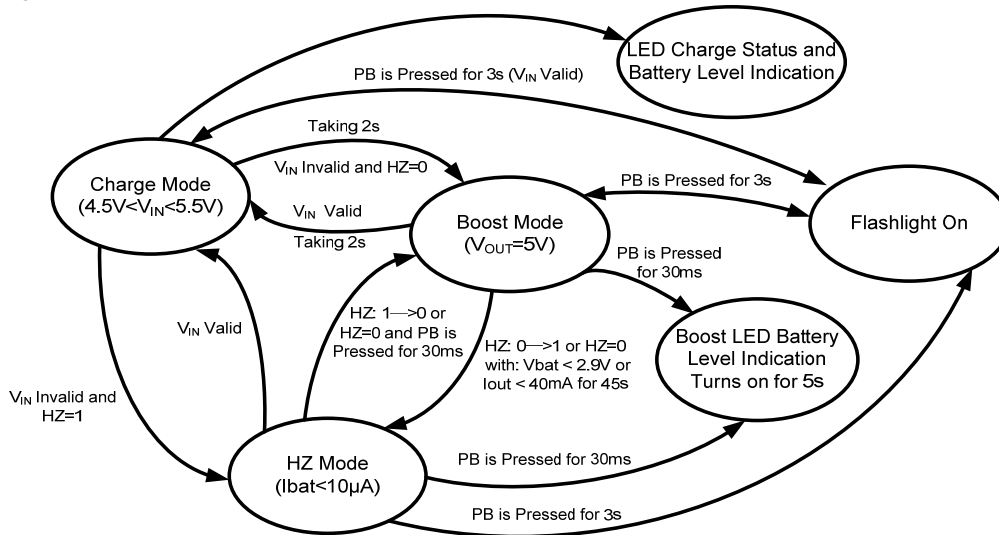 LED Charge Status and
Battery Level Indication
PB is Pressed for 3s (VIN Valid)
Taking 2s
VIN Invalid and HZ=0
Charge Mode
(4.5V<VIN<5.5V)
VIN Valid
Taking 2s
Boost Mode
(VOUT=5V)
PB is Pressed for 3s
Flashlight On
PB is Pressed
for 30ms
HZ: 1—>0 or
HZ=0 and PB is
Pressed for 30ms
VIN Valid
HZ: 0—>1 or HZ=0
with: Vbat < 2.9V or
Iout < 40mA for 45s
Boost LED Battery
Level Indication
Turns on for 5s
VIN Invalid and
HZ=1
HZ Mode
(Ibat<10µA)
PB is Pressed for 30ms
PB is Pressed for 3s